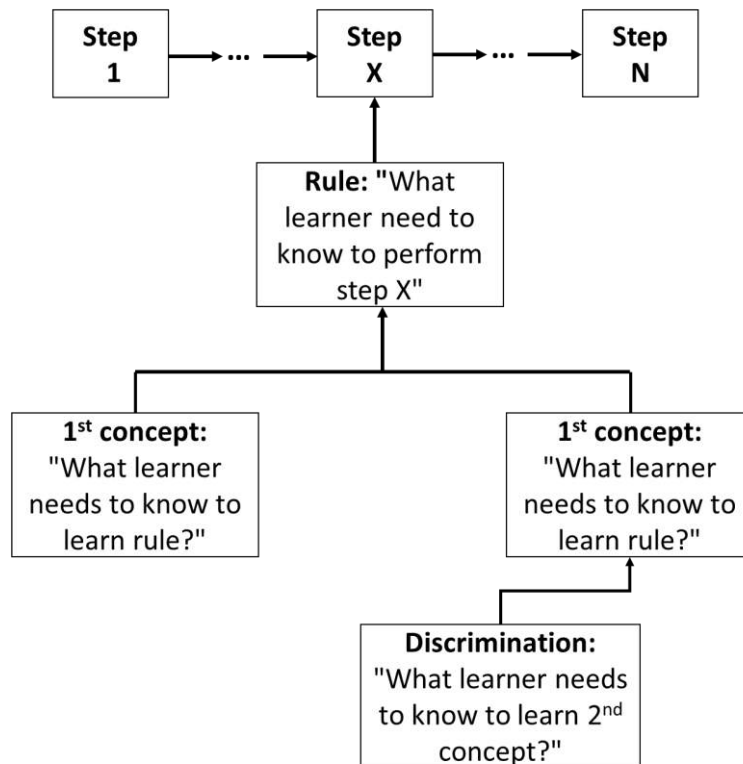 Step
1
...
Step
X
...
Step
N
Rule: "What
learner need to
know to perform
step X"
1st concept:
"What learner
needs to know to
learn rule?"
1st concept:
"What learner
needs to know to
learn rule?"
Discrimination:
"What learner needs
to know to learn 2nd
concept?"